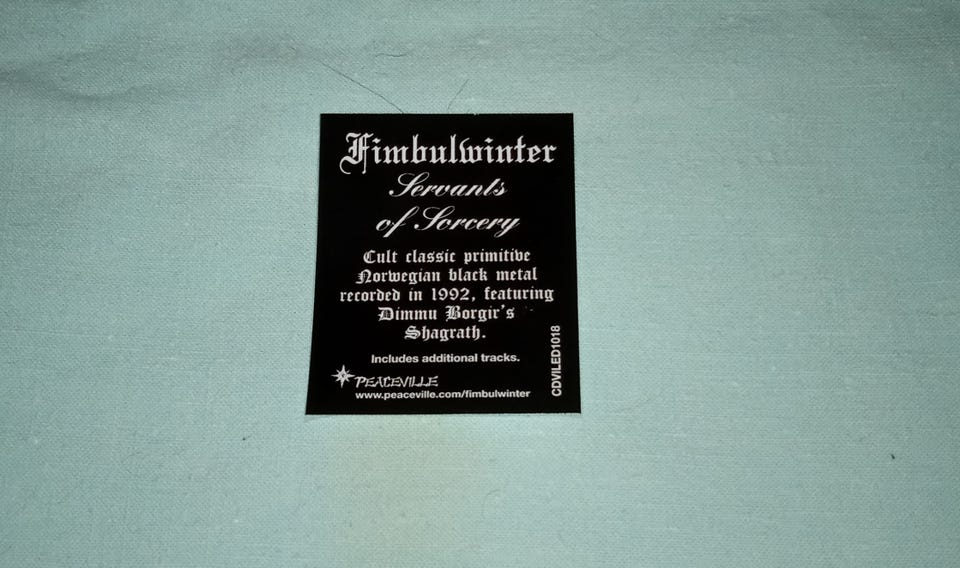 Fimbulwinter
Servants
of Sorcery
Cult classic primitive
Norwegian black metal
recorded in 1992, featuring
Dimmu Borgir's
Shagrath.
Includes additional tracks.
PEACEVILLE
www.peaceville.com/fimbulwinter
CDVILED1018